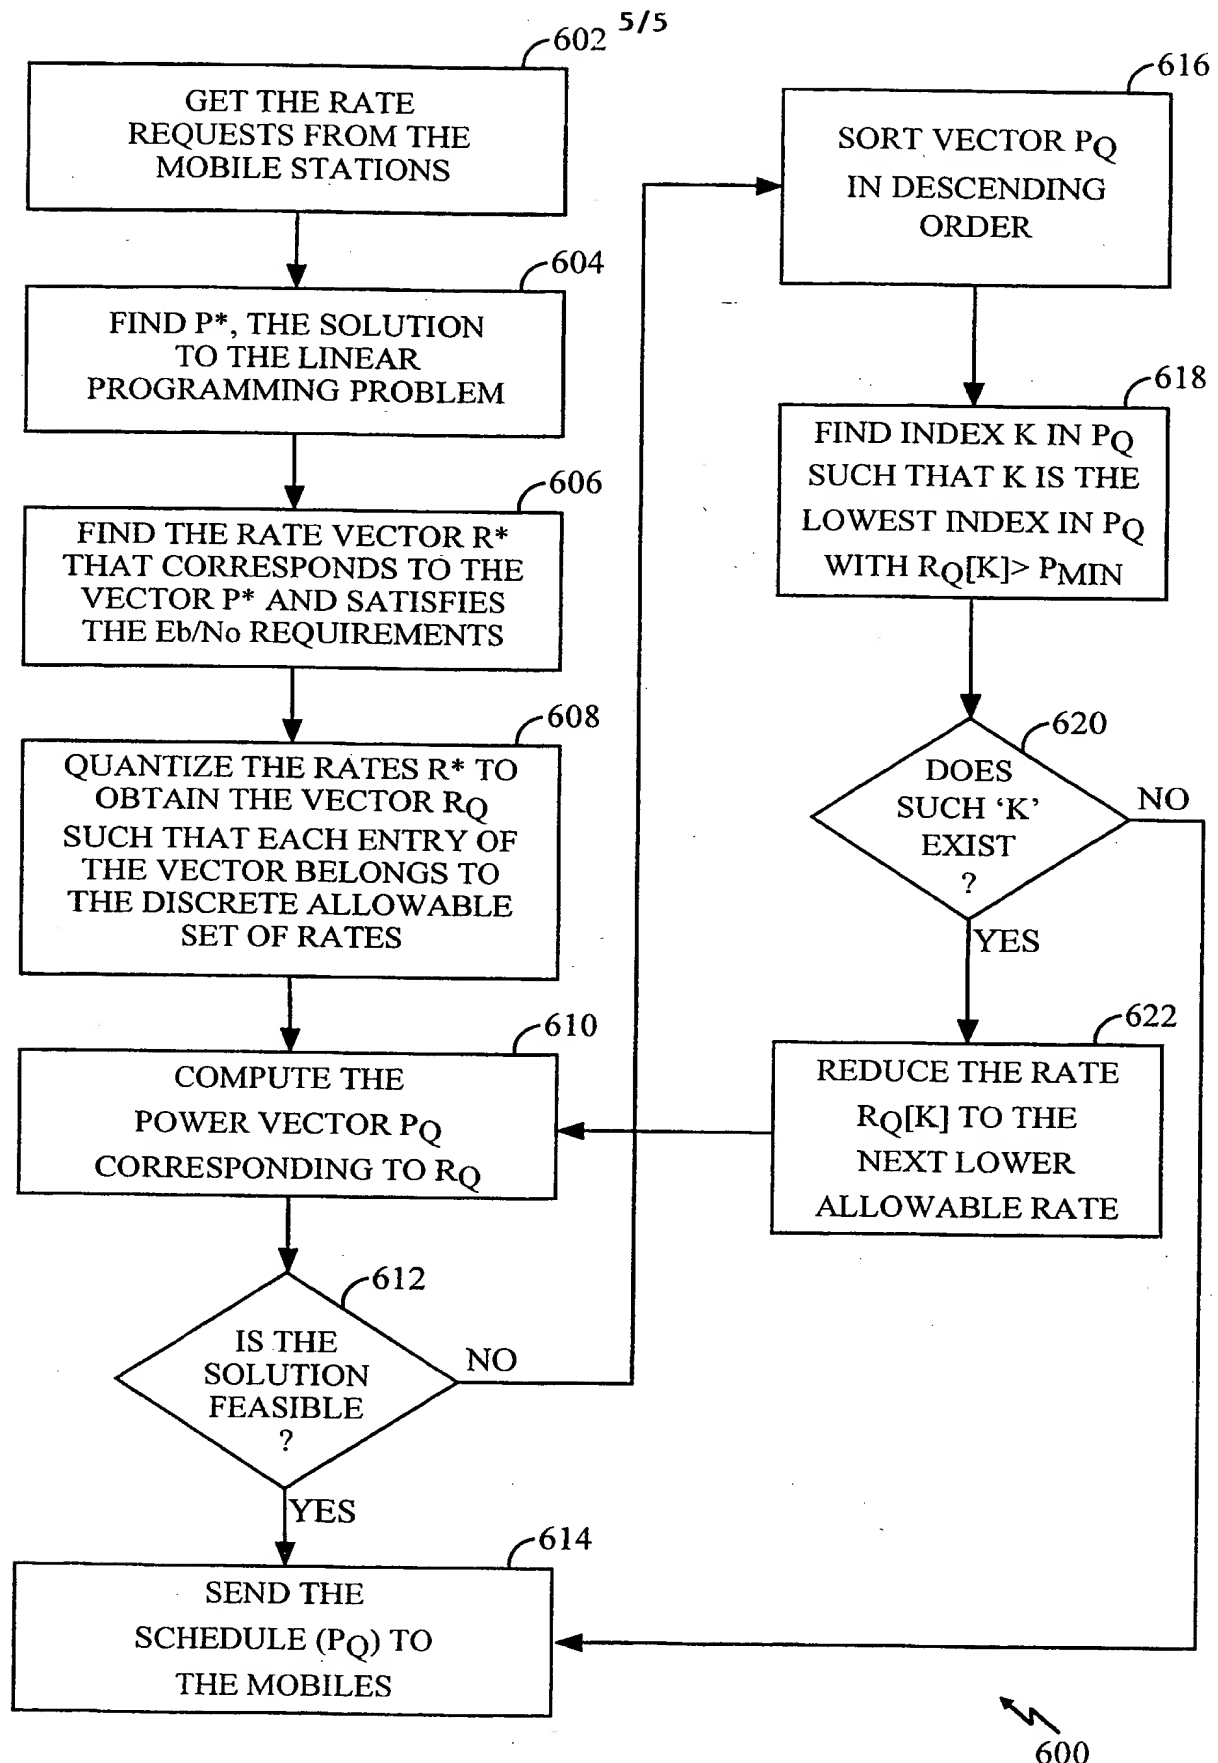 5/5
602
GET THE RATE
REQUESTS FROM THE
MOBILE STATIONS
604
FIND P*, THE SOLUTION
TO THE LINEAR
PROGRAMMING PROBLEM
606
FIND THE RATE VECTOR R*
THAT CORRESPONDS TO THE
VECTOR P* AND SATISFIES
THE Eb/No REQUIREMENTS
608
QUANTIZE THE RATES R* TO
OBTAIN THE VECTOR RQ
SUCH THAT EACH ENTRY OF
THE VECTOR BELONGS TO
THE DISCRETE ALLOWABLE
SET OF RATES
610
COMPUTE THE
POWER VECTOR PQ
CORRESPONDING TO RQ
612
IS THE
SOLUTION
FEASIBLE
?
NO
YES
614
SEND THE
SCHEDULE (PQ) TO
THE MOBILES
616
SORT VECTOR PQ
IN DESCENDING
ORDER
618
FIND INDEX K IN PQ
SUCH THAT K IS THE
LOWEST INDEX IN PQ
WITH RQ[K]> PMIN
620
DOES
SUCH ‘K’
EXIST
?
NO
YES
622
REDUCE THE RATE
RQ[K] TO THE
NEXT LOWER
ALLOWABLE RATE
600